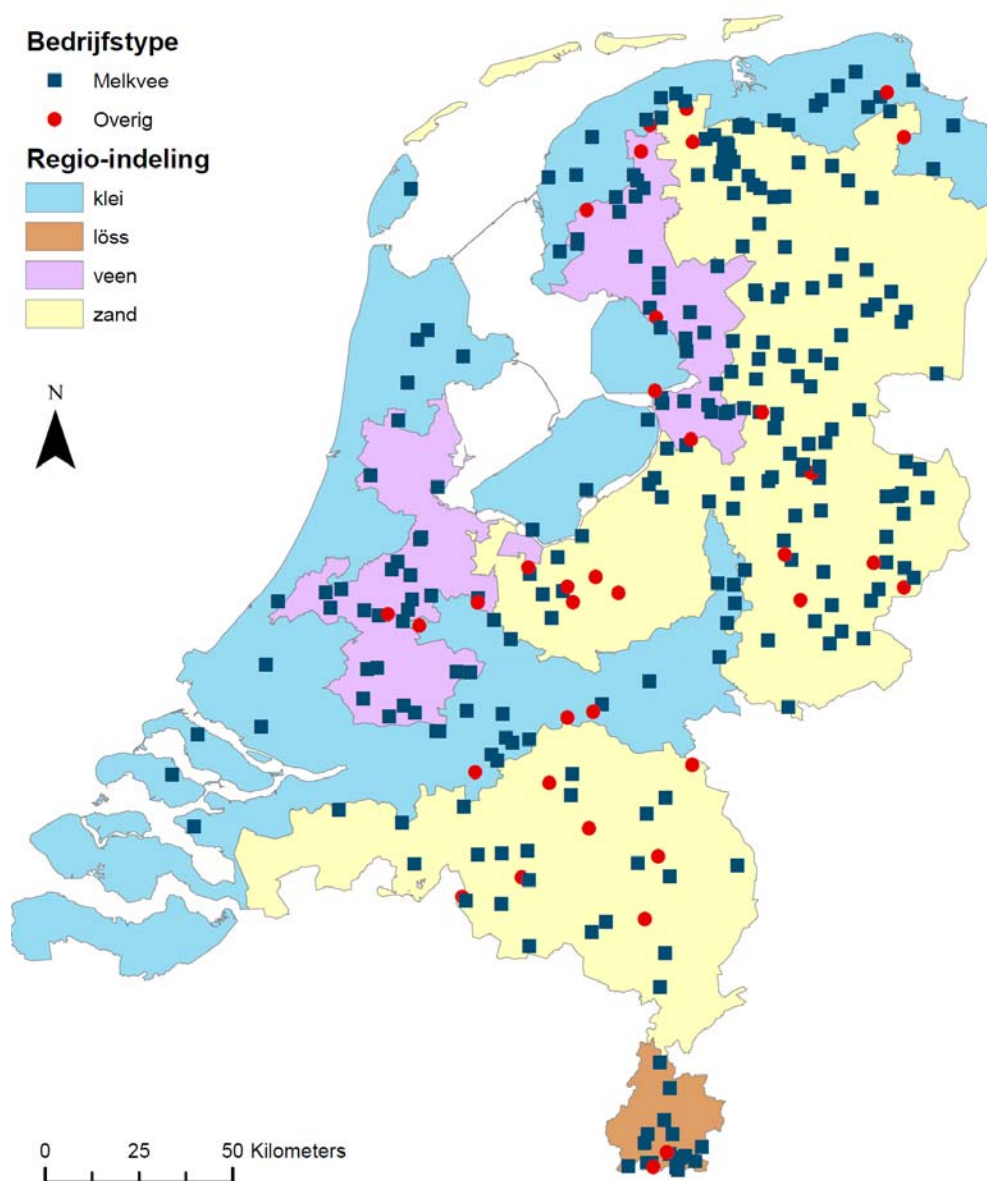 Bedrijfstype
Melkvee
Overig
Regio-indeling
klei
löss
veen
zand
N
0 25 50 Kilometers